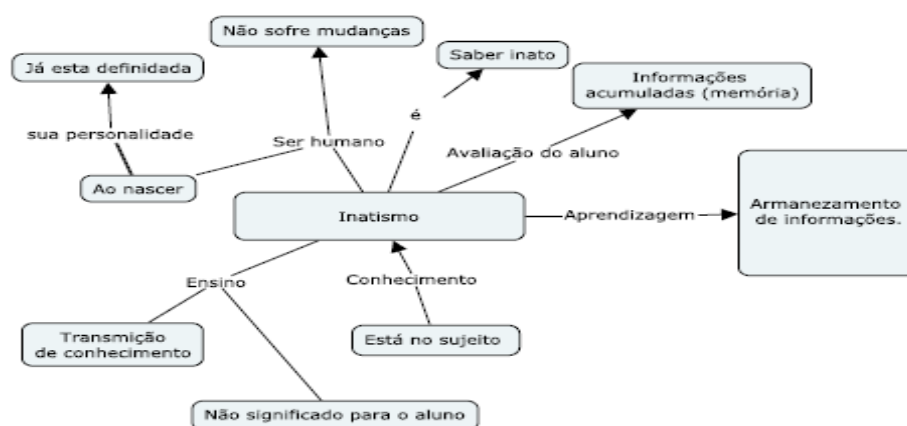 Não sofre mudanças
Saber inato
Já esta definidada
Informações
acumuladas (memória)
é
sua personalidade
Ser humano
Avaliação do aluno
Ao nascer
Inatismo
Aprendizagem
Armanezamento
de informações.
Ensino
Conhecimento
Transmição
de conhecimento
Está no sujeito
Não significado para o aluno